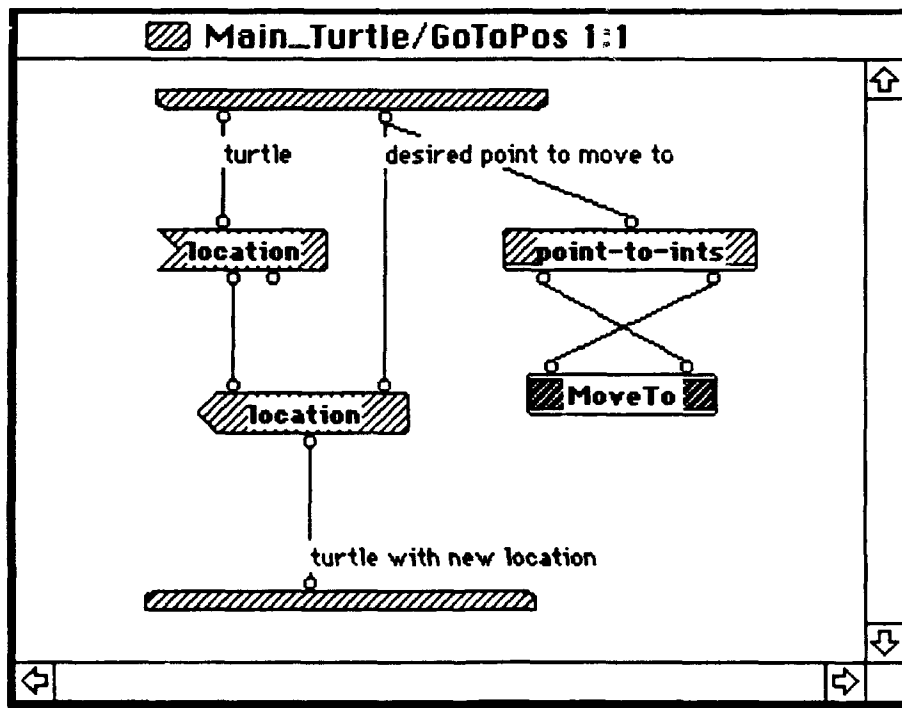 Main_Turtle/GoToPos 1:1
turtle
desired point to move to
location
point-to-ints
MoveTo
location
turtle with new location